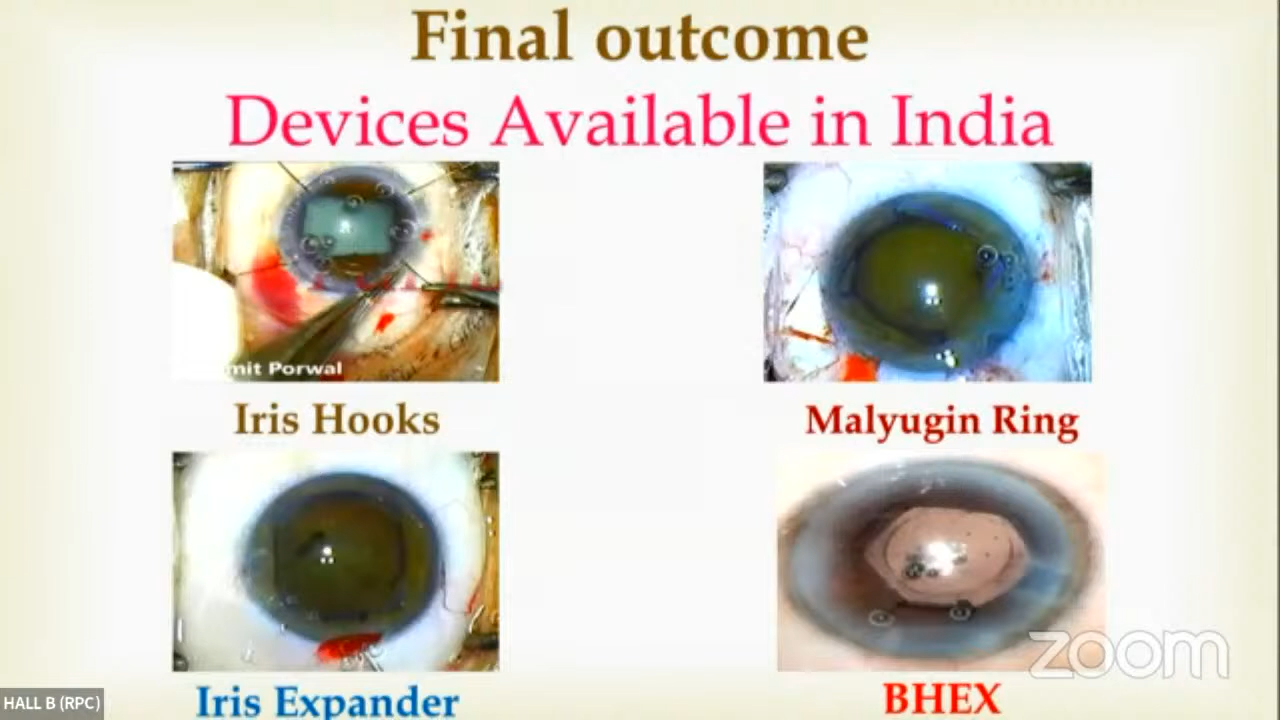 Final outcome
Devices Available in India
mit Porwal
Iris Hooks
Malyugin Ring
Iris Expander
BHEX
zoom
HALL B (RPC)